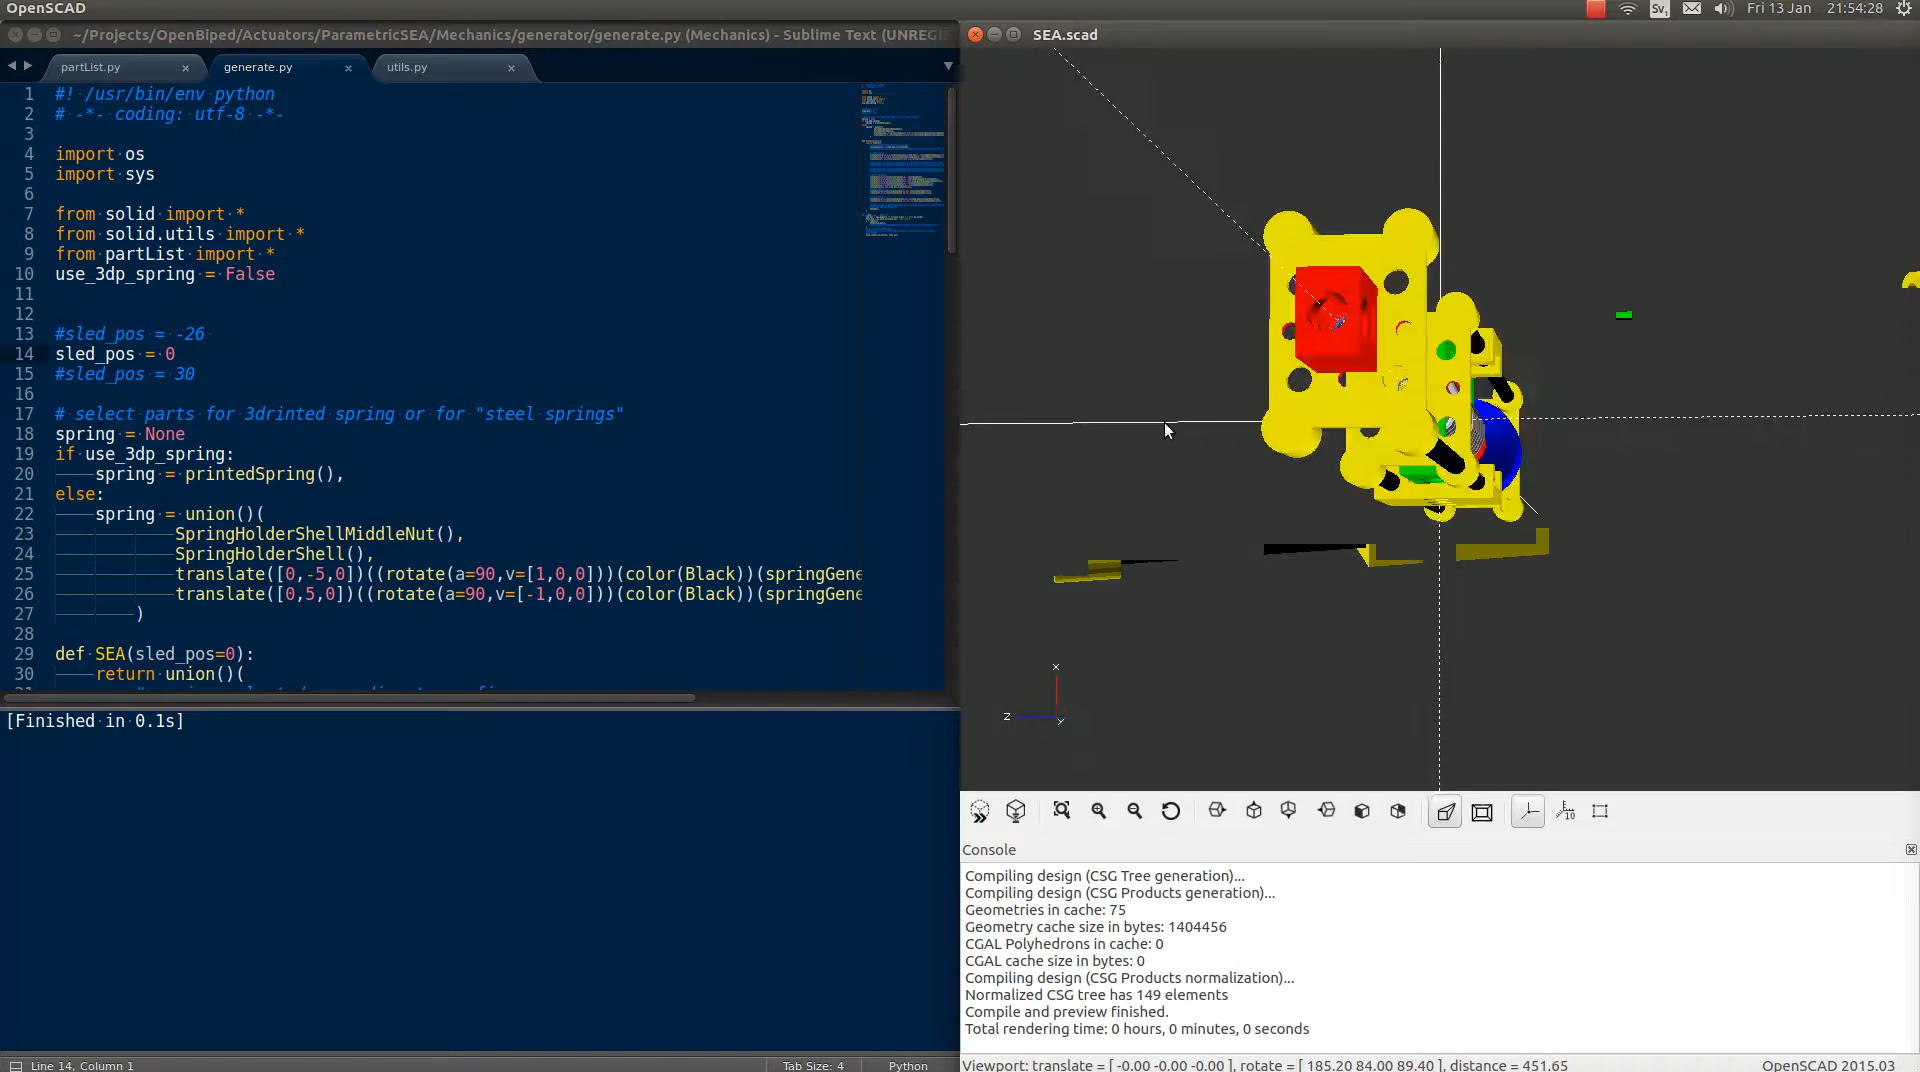 OpenSCAD
Sv1
Fri 13 Jan
21:54:28
~/Projects/OpenBiped/Actuators/ParametricSEA/Mechanics/generator/generate.py (Mechanics) - Sublime Text (UNREGIS
SEA.scad
partList.py
generate.py
utils.py
1 #! /usr/bin/env python
2 # -*- coding: utf-8 -*-
3
4 import os
5 import sys
6
7 from solid import *
8 from solid.utils import *
9 from partList import *
10 use_3dp_spring = False
11
12
13 #sled_pos = -26
14 sled_pos = 0
15 #sled_pos = 30
16
17 # select parts for 3drinted spring or for "steel springs"
18 spring = None
19 if use_3dp_spring:
20 spring = printedSpring(),
21 else:
22 spring = union()(
23 SpringHolderShellMiddleNut(),
24 SpringHolderShell(),
25 translate([0,-5,0])((rotate(a=90,v=[1,0,0]))(color(Black))(springGene
26 translate([0,5,0])((rotate(a=90,v=[-1,0,0]))(color(Black))(springGene
27 )
28
29 def SEA(sled_pos=0):
30 return union()(
[Finished in 0.1s]
x
z
y
10
Console
Compiling design (CSG Tree generation)...
Compiling design (CSG Products generation)...
Geometries in cache: 75
Geometry cache size in bytes: 1404456
CGAL Polyhedrons in cache: 0
CGAL cache size in bytes: 0
Compiling design (CSG Products normalization)...
Normalized CSG tree has 149 elements
Compile and preview finished.
Total rendering time: 0 hours, 0 minutes, 0 seconds
Line 14, Column 1
Tab Size: 4
Python
Viewport: translate = [ -0.00 -0.00 -0.00 ], rotate = [ 185.20 84.00 89.40 ], distance = 451.65
OpenSCAD 2015.03